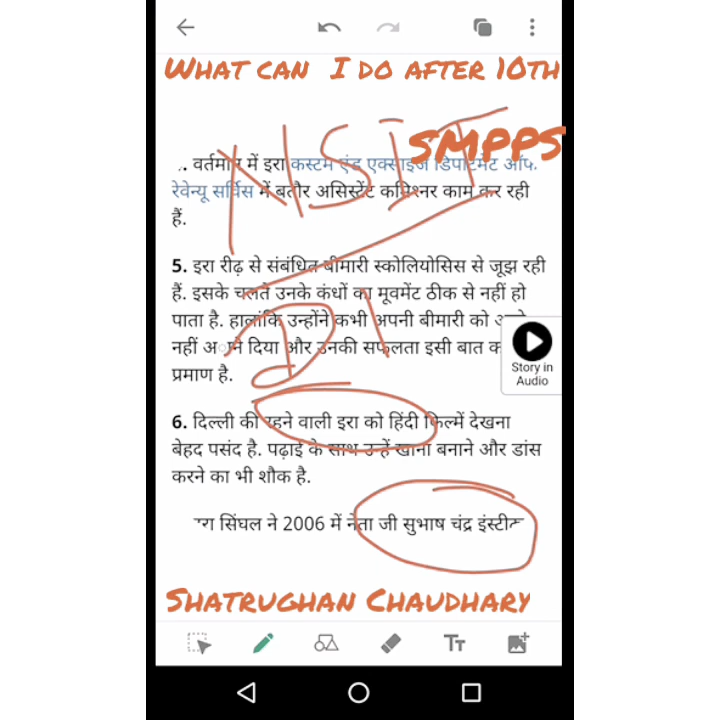 What can I do after 10th
SMPPS
NSIT
. वर्तमान में इरा कस्टम एंड एक्साइज डिपार्टमेंट ऑफ
रेवेन्यू सर्विस में बतौर असिस्टेंट कमिश्नर काम कर रही
हैं.
5. इरा रीढ़ से संबंधित बीमारी स्कोलियोसिस से जूझ रही
हैं. इसके चलते उनके कंधों का मूवमेंट ठीक से नहीं हो
पाता है. हालांकि उन्होंने कभी अपनी बीमारी को
नहीं दिया और उनकी सफलता इसी बात
प्रमाण है.
Story in
Audio
6. दिल्ली की रहने वाली इरा को हिंदी फिल्में देखना
बेहद पसंद है. पढ़ाई के साथ उन्हें खाना बनाने और डांस
करने का भी शौक है.
सिंघल ने 2006 में नेता जी सुभाष चंद्र
Shatrughan Chaudhary
Tт